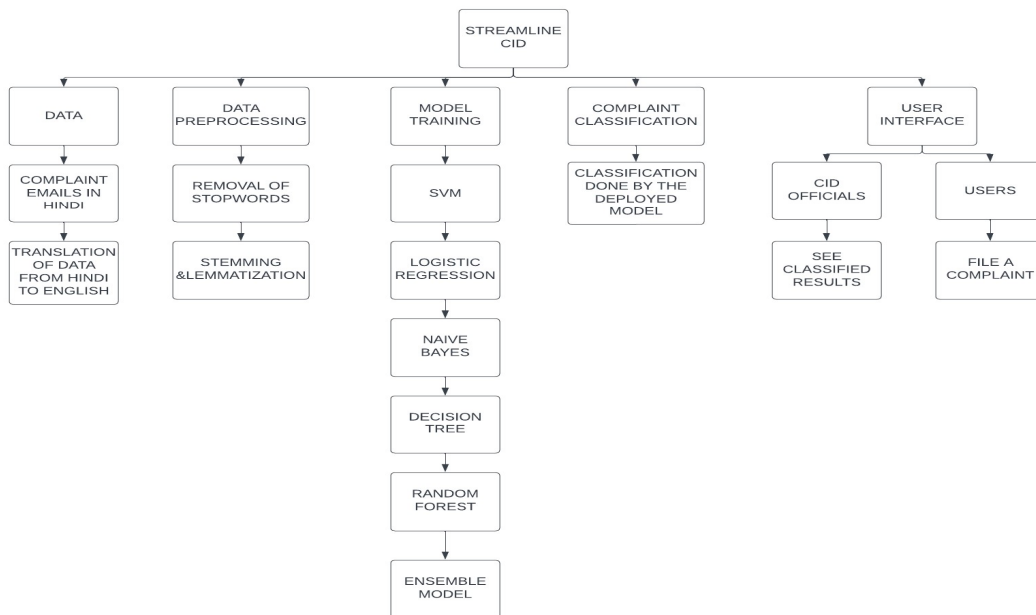 STREAMLINE
CID
DATA
DATA
PREPROCESSING
MODEL
TRAINING
COMPLAINT
CLASSIFICATION
USER
INTERFACE
COMPLAINT
EMAILS IN
HINDI
REMOVAL OF
STOPWORDS
SVM
CLASSIFICATION
DONE BY THE
DEPLOYED
MODEL
CID
OFFICIALS
USERS
TRANSLATION
OF DATA
FROM HINDI
TO ENGLISH
STEMMING
&LEMMATIZATION
LOGISTIC
REGRESSION
SEE
CLASSIFIED
RESULTS
FILE A
COMPLAINT
NAIVE
BAYES
DECISION
TREE
RANDOM
FOREST
ENSEMBLE
MODEL